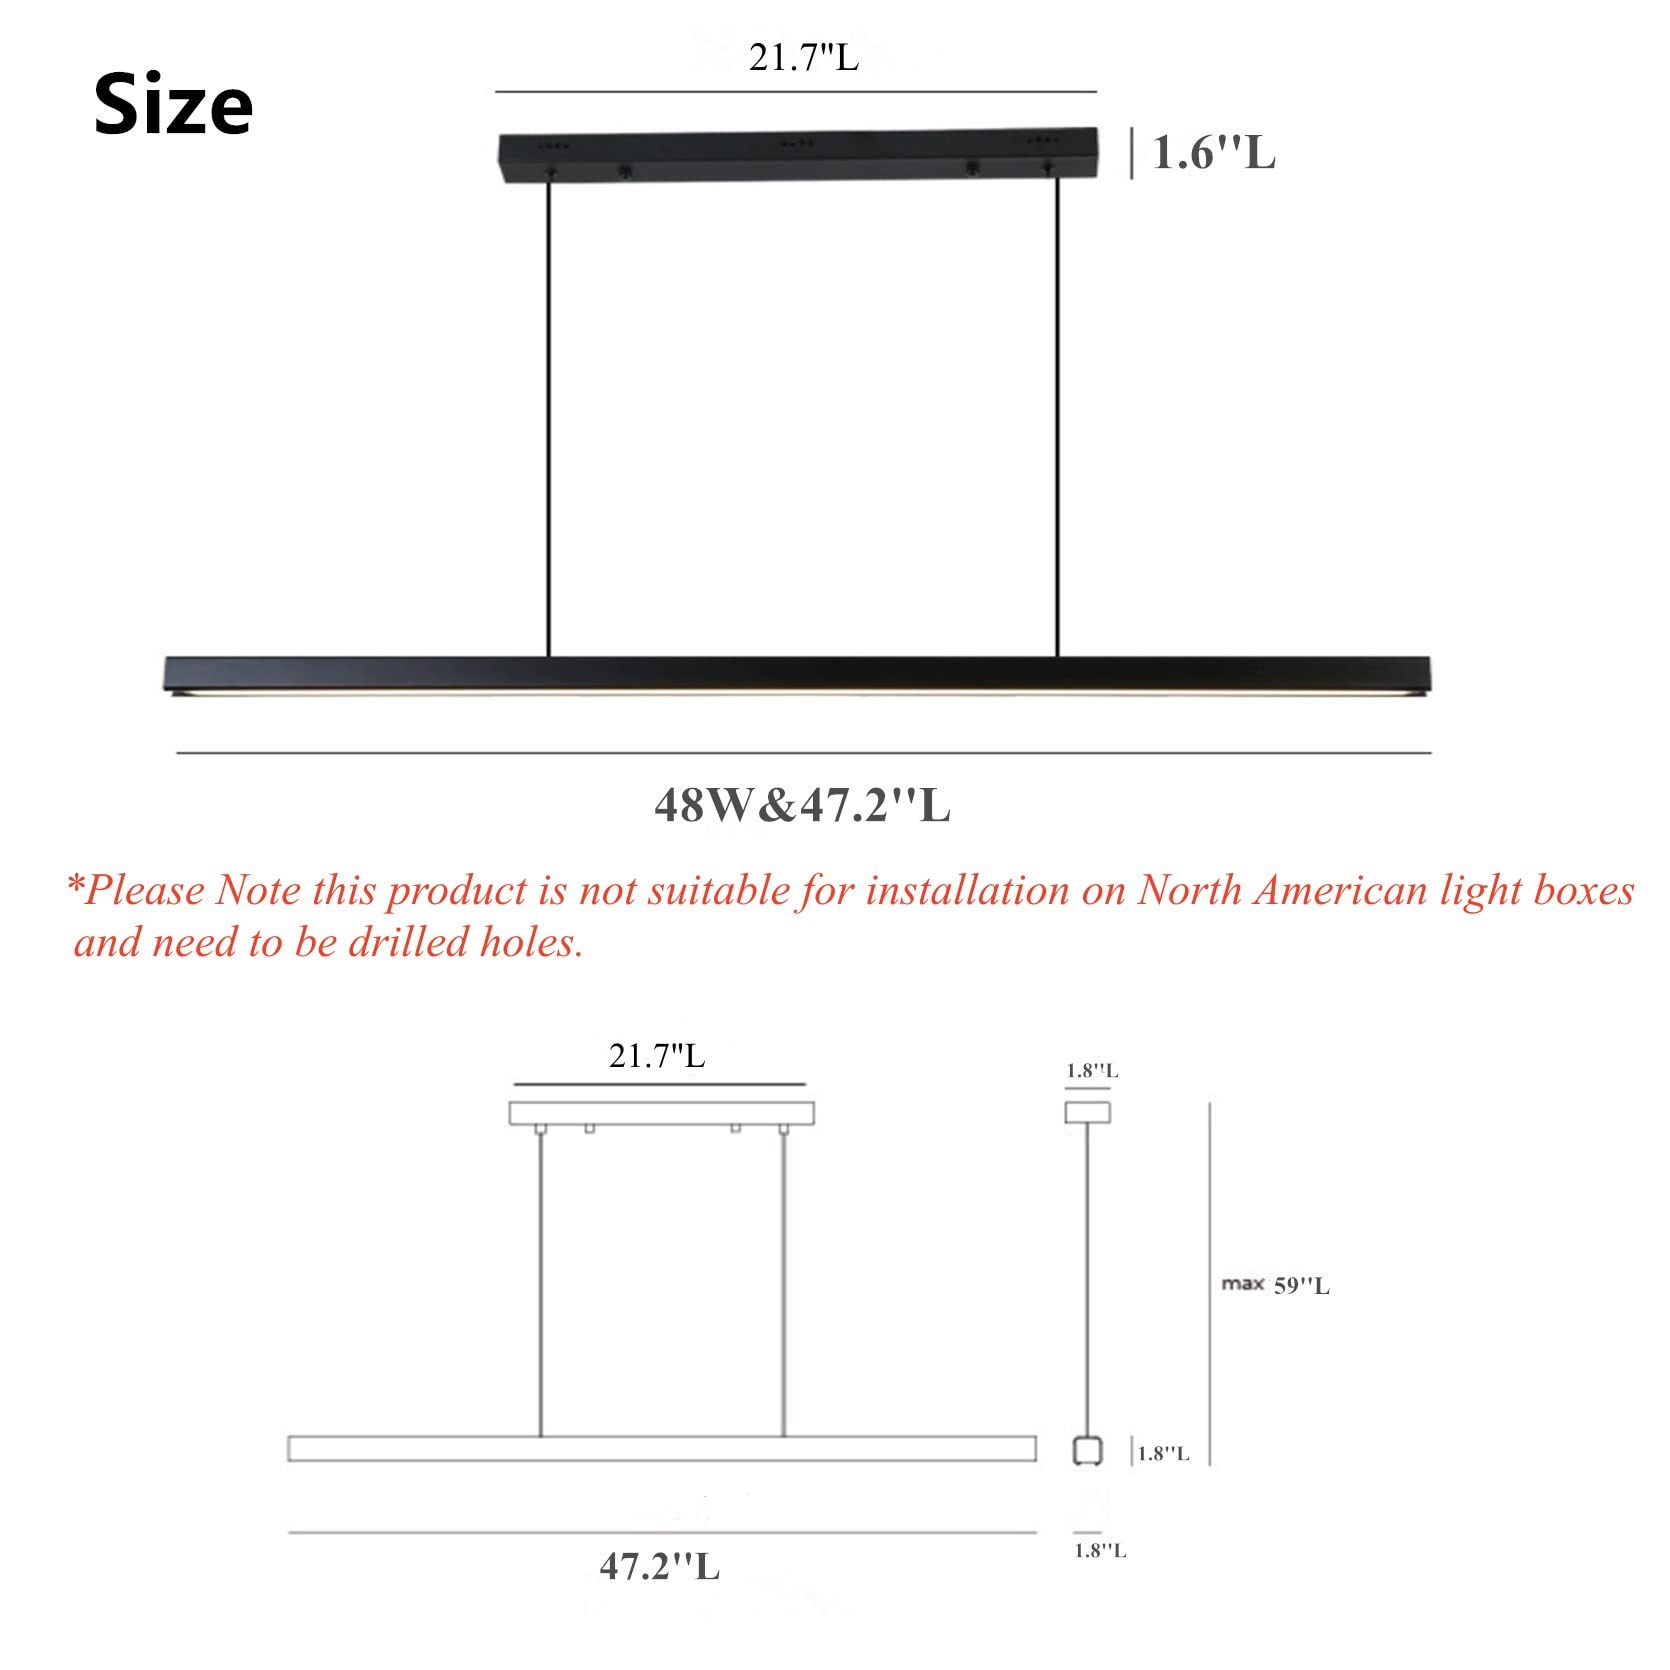 Size
21.7"L
1.6''L
48W&47.2''L
*Please Note this product is not suitable for installation on North American light boxes
and need to be drilled holes.
21.7"L
1.8''L
max 59''L
1.8''L
47.2''L
1.8''L